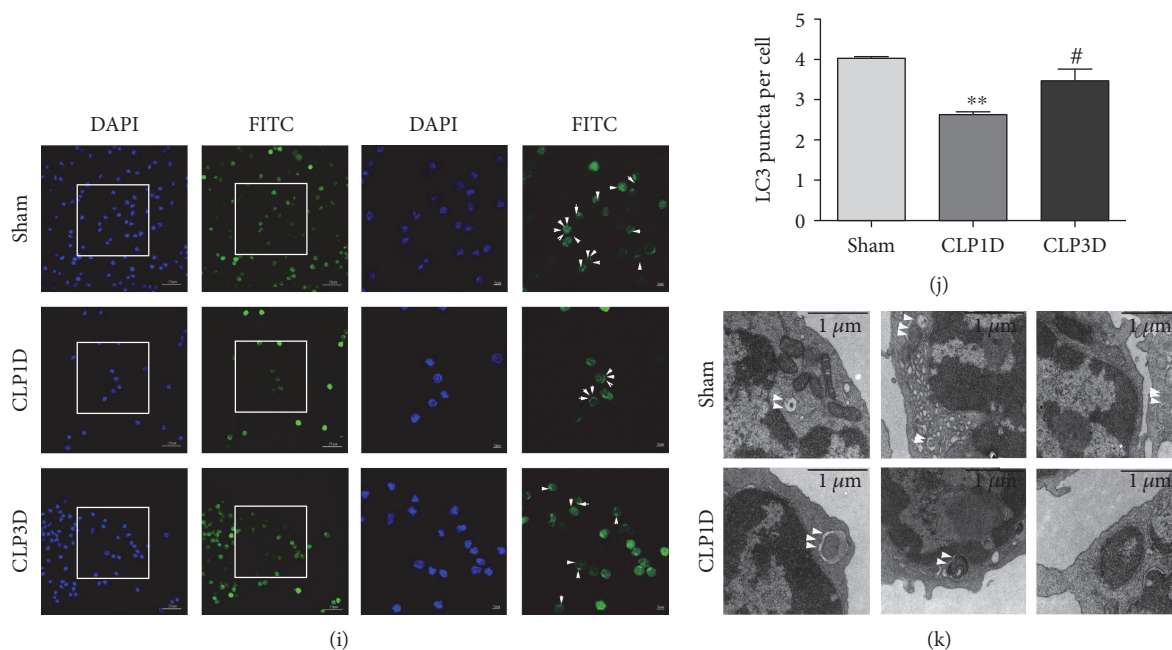 DAPI FITC DAPI FITC
Sham
CLP1D
CLP3D
(i)
LC3 puncta per cell
5
4
3
2
1
0
**
#
Sham CLP1D CLP3D
(j)
Sham
1 μm 1 μm 1 μm
CLP1D
1 μm 1 μm 1 μm
(k)